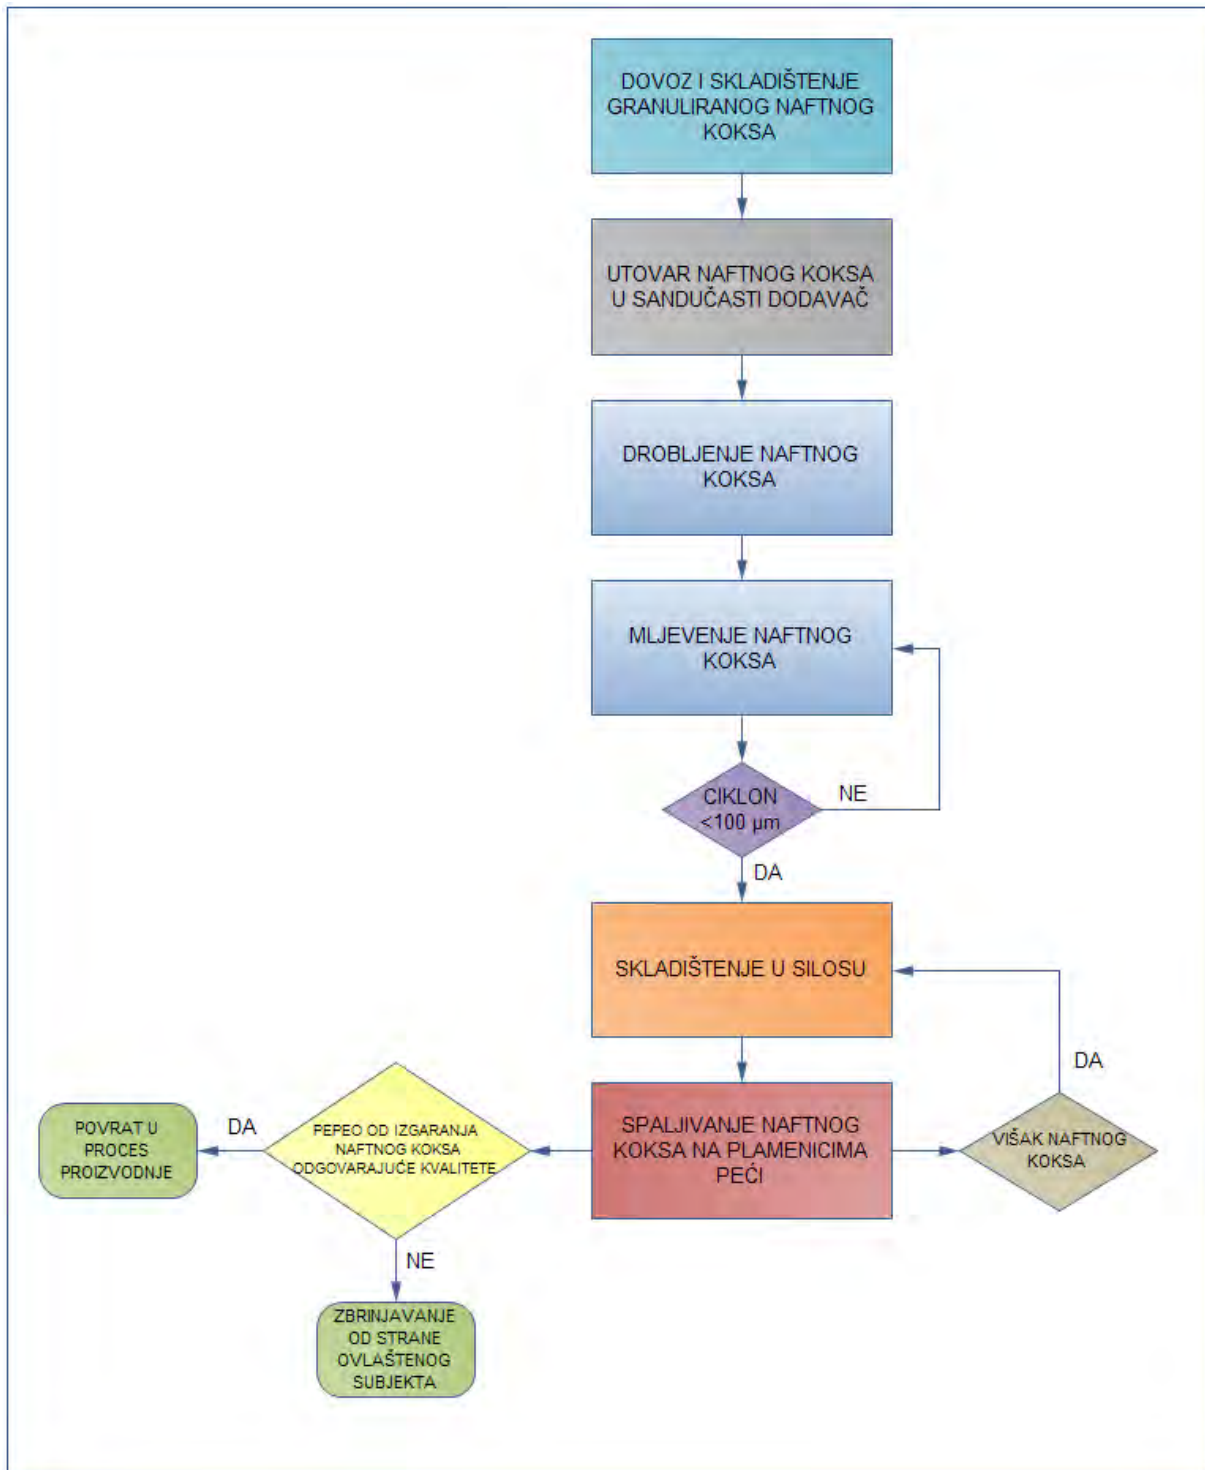 DOVOZ I SKLADIŠTENJE
GRANULIRANOG NAFTNOG
KOKSA
UTOVAR NAFTNOG KOKSA
U SANDUČASTI DODAVAČ
DROBLJENJE NAFTNOG
KOKSA
MLJEVENJE NAFTNOG
KOKSA
CIKLON
<100 µm
NE
DA
SKLADIŠTENJE U SILOSU
DA
SPALJIVANJE NAFTNOG
KOKSA NA PLAMENICIMA
PEĆI
VIŠAK NAFTNOG
KOKSA
PEPEO OD IZGARANJA
NAFTNOG KOKSA
ODGOVARAJUĆE KVALITETE
DA
POVRAT U
PROCES
PROIZVODNJE
NE
ZBRINJAVANJE
OD STRANE
OVLAŠTENOG
SUBJEKTA